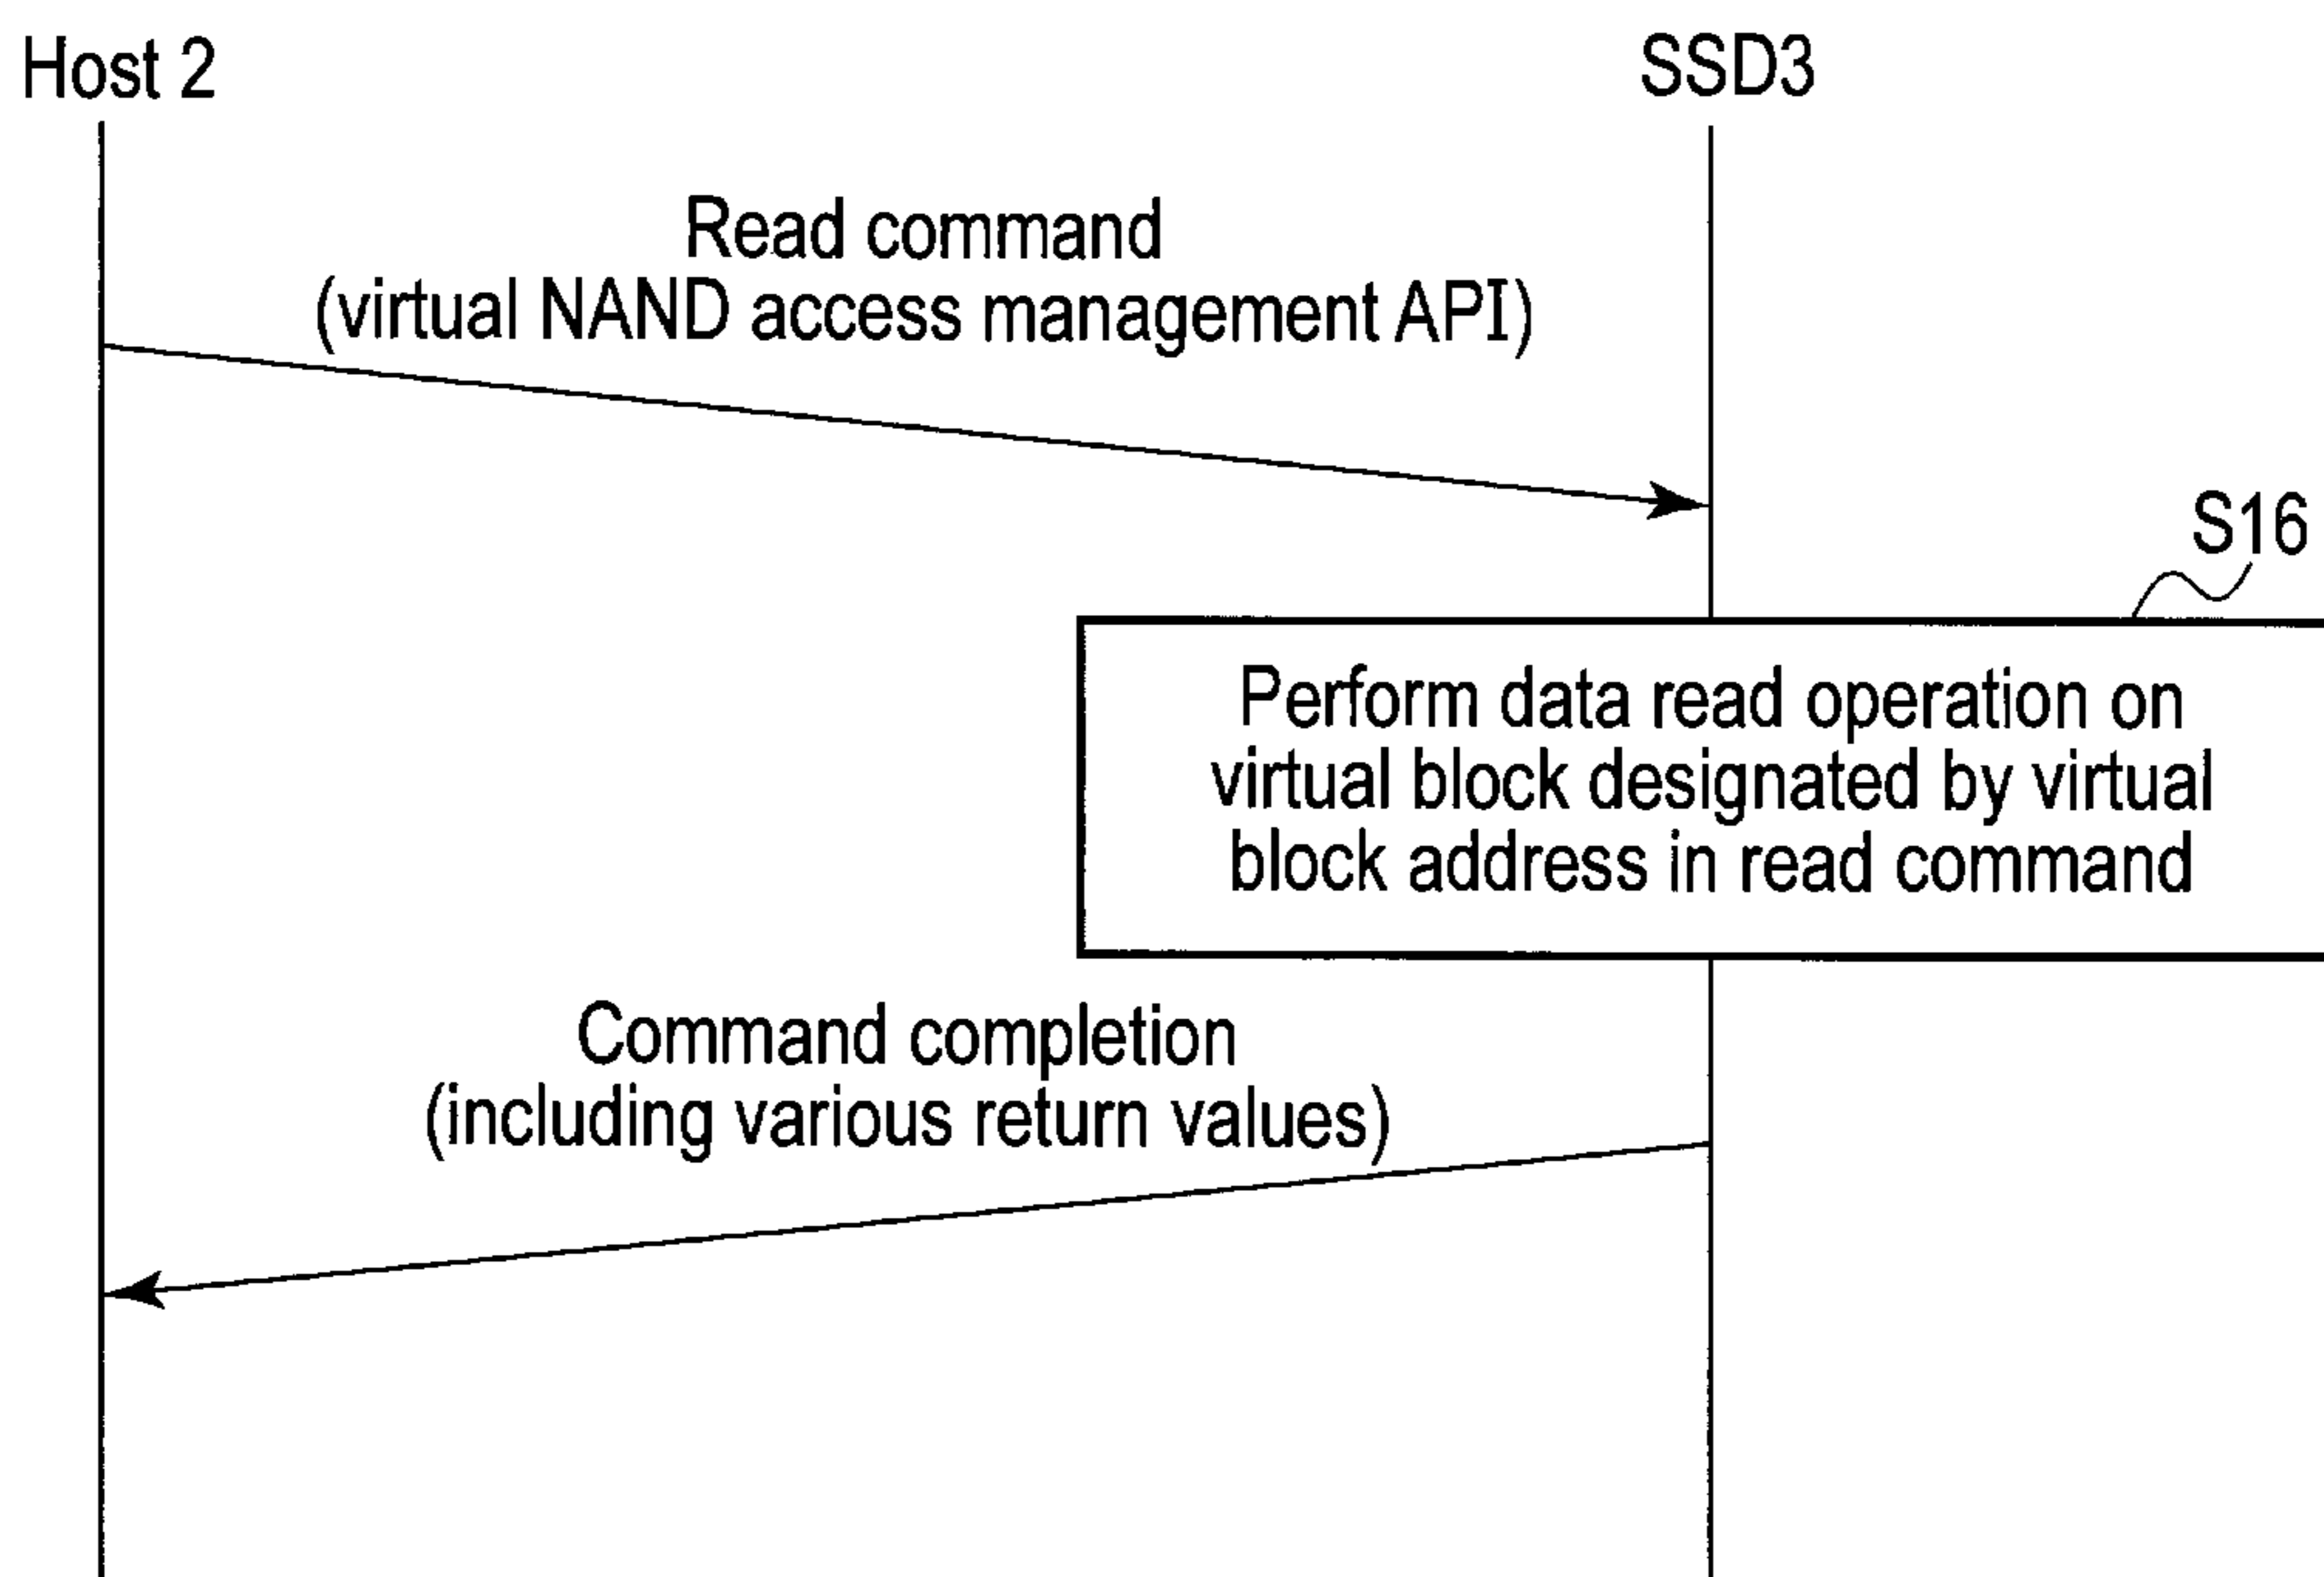 Host 2
SSD3
Read command
(virtual NAND access management API)
S16
Perform data read operation on
virtual block designated by virtual
block address in read command
Command completion
(including various return values)